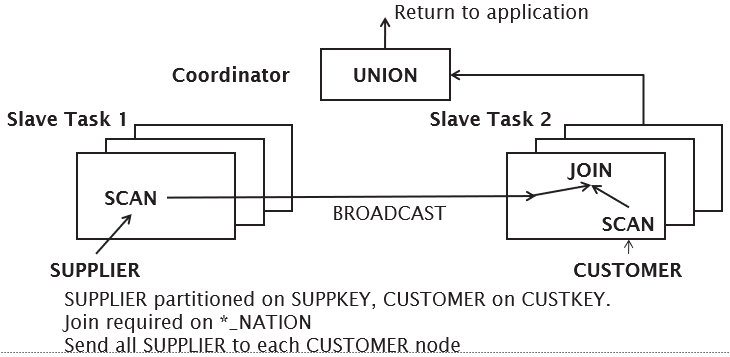 Return to application
Coordinator
UNION
Slave Task 1
Slave Task 2
JOIN
SCAN
BROADCAST
SCAN
SUPPLIER
CUSTOMER
SUPPLIER partitioned on SUPPKEY, CUSTOMER on CUSTKEY.
Join required on *_NATION
Send all SUPPLIER to each CUSTOMER node